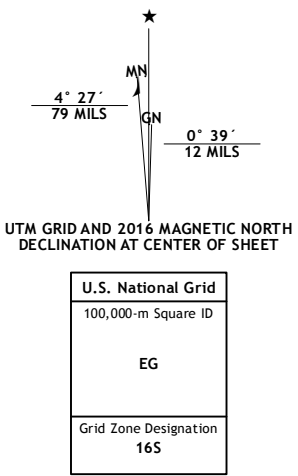 ★
MN
4° 27´
79 MILS
GN
0° 39´
12 MILS
UTM GRID AND 2016 MAGNETIC NORTH
DECLINATION AT CENTER OF SHEET
U.S. National Grid
100,000-m Square ID
EG
Grid Zone Designation
16S